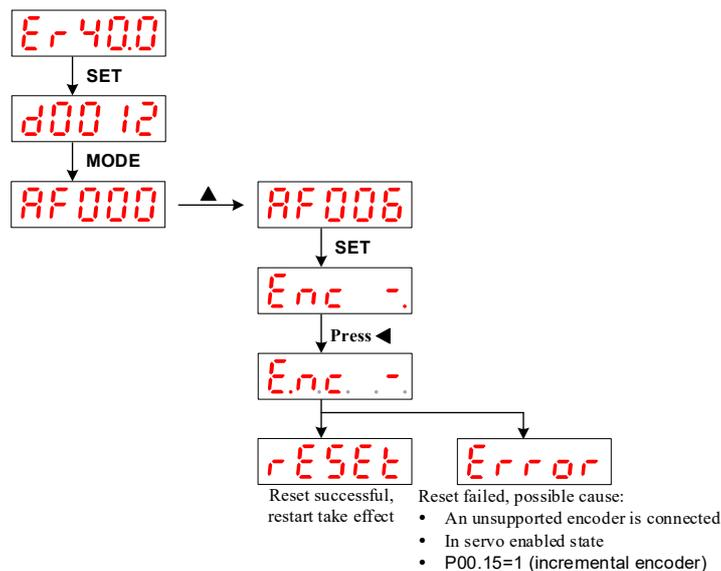 Er 40.0
SET
d00 12
MODE
AF000
AF006
SET
Enc -.
Press
E.n.c. . -.
rESEt
Error
Reset successful,
restart take effect
Reset failed, possible cause:
• An unsupported encoder is connected
• In servo enabled state
• P00.15=1 (incremental encoder)